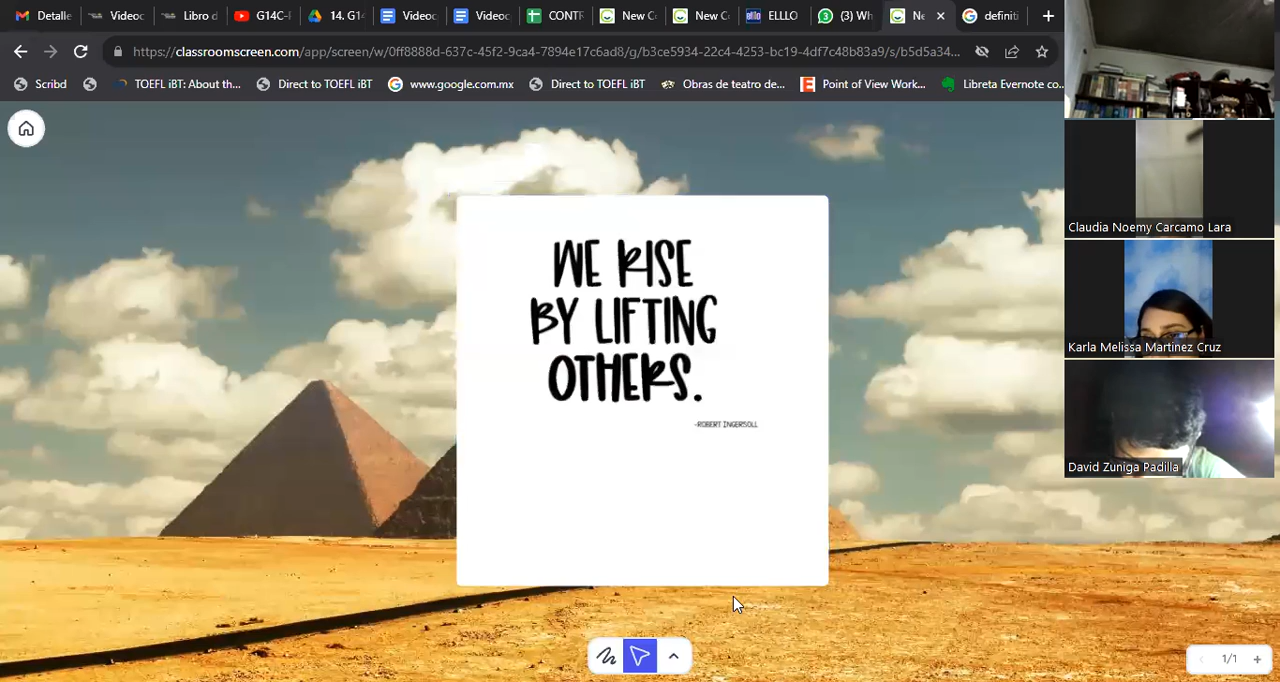 Detalle
Videoc
Libro d
G14C-I
14. G14
Videoc
Videoc
CONTR
New C
New C
ELLLO
(3) Wh
Ne
definiti
https://classroomscreen.com/app/screen/w/0ff8888d-637c-45f2-9ca4-7894e17c6ad8/g/b3ce5934-22c4-4253-bc19-4df7c48b83a9/s/b5d5a34...
Scribd
TOEFL iBT: About th...
Direct to TOEFL iBT
www.google.com.mx
Direct to TOEFL iBT
Obras de teatro de...
Point of View Work...
Libreta Evernote co...
WE RISE
BY LIFTING
OTHERS.
-ROBERT INGERSOLL
Claudia Noemy Carcamo Lara
Karla Melissa Martinez Cruz
David Zuniga Padilla
1/1